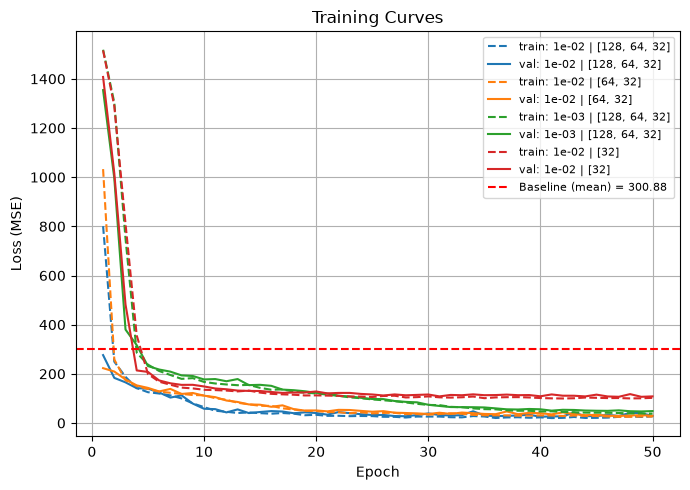 Training Curves
train: 1e-02 | [128, 64, 32]
val: 1e-02 | [128, 64, 32]
train: 1e-02 | [64, 32]
val: 1e-02 | [64, 32]
train: 1e-03 | [128, 64, 32]
val: 1e-03 | [128, 64, 32]
train: 1e-02 | [32]
val: 1e-02 | [32]
Baseline (mean) = 300.88
Loss (MSE)
1400
1200
1000
800
600
400
200
0
0 10 20 30 40 50
Epoch